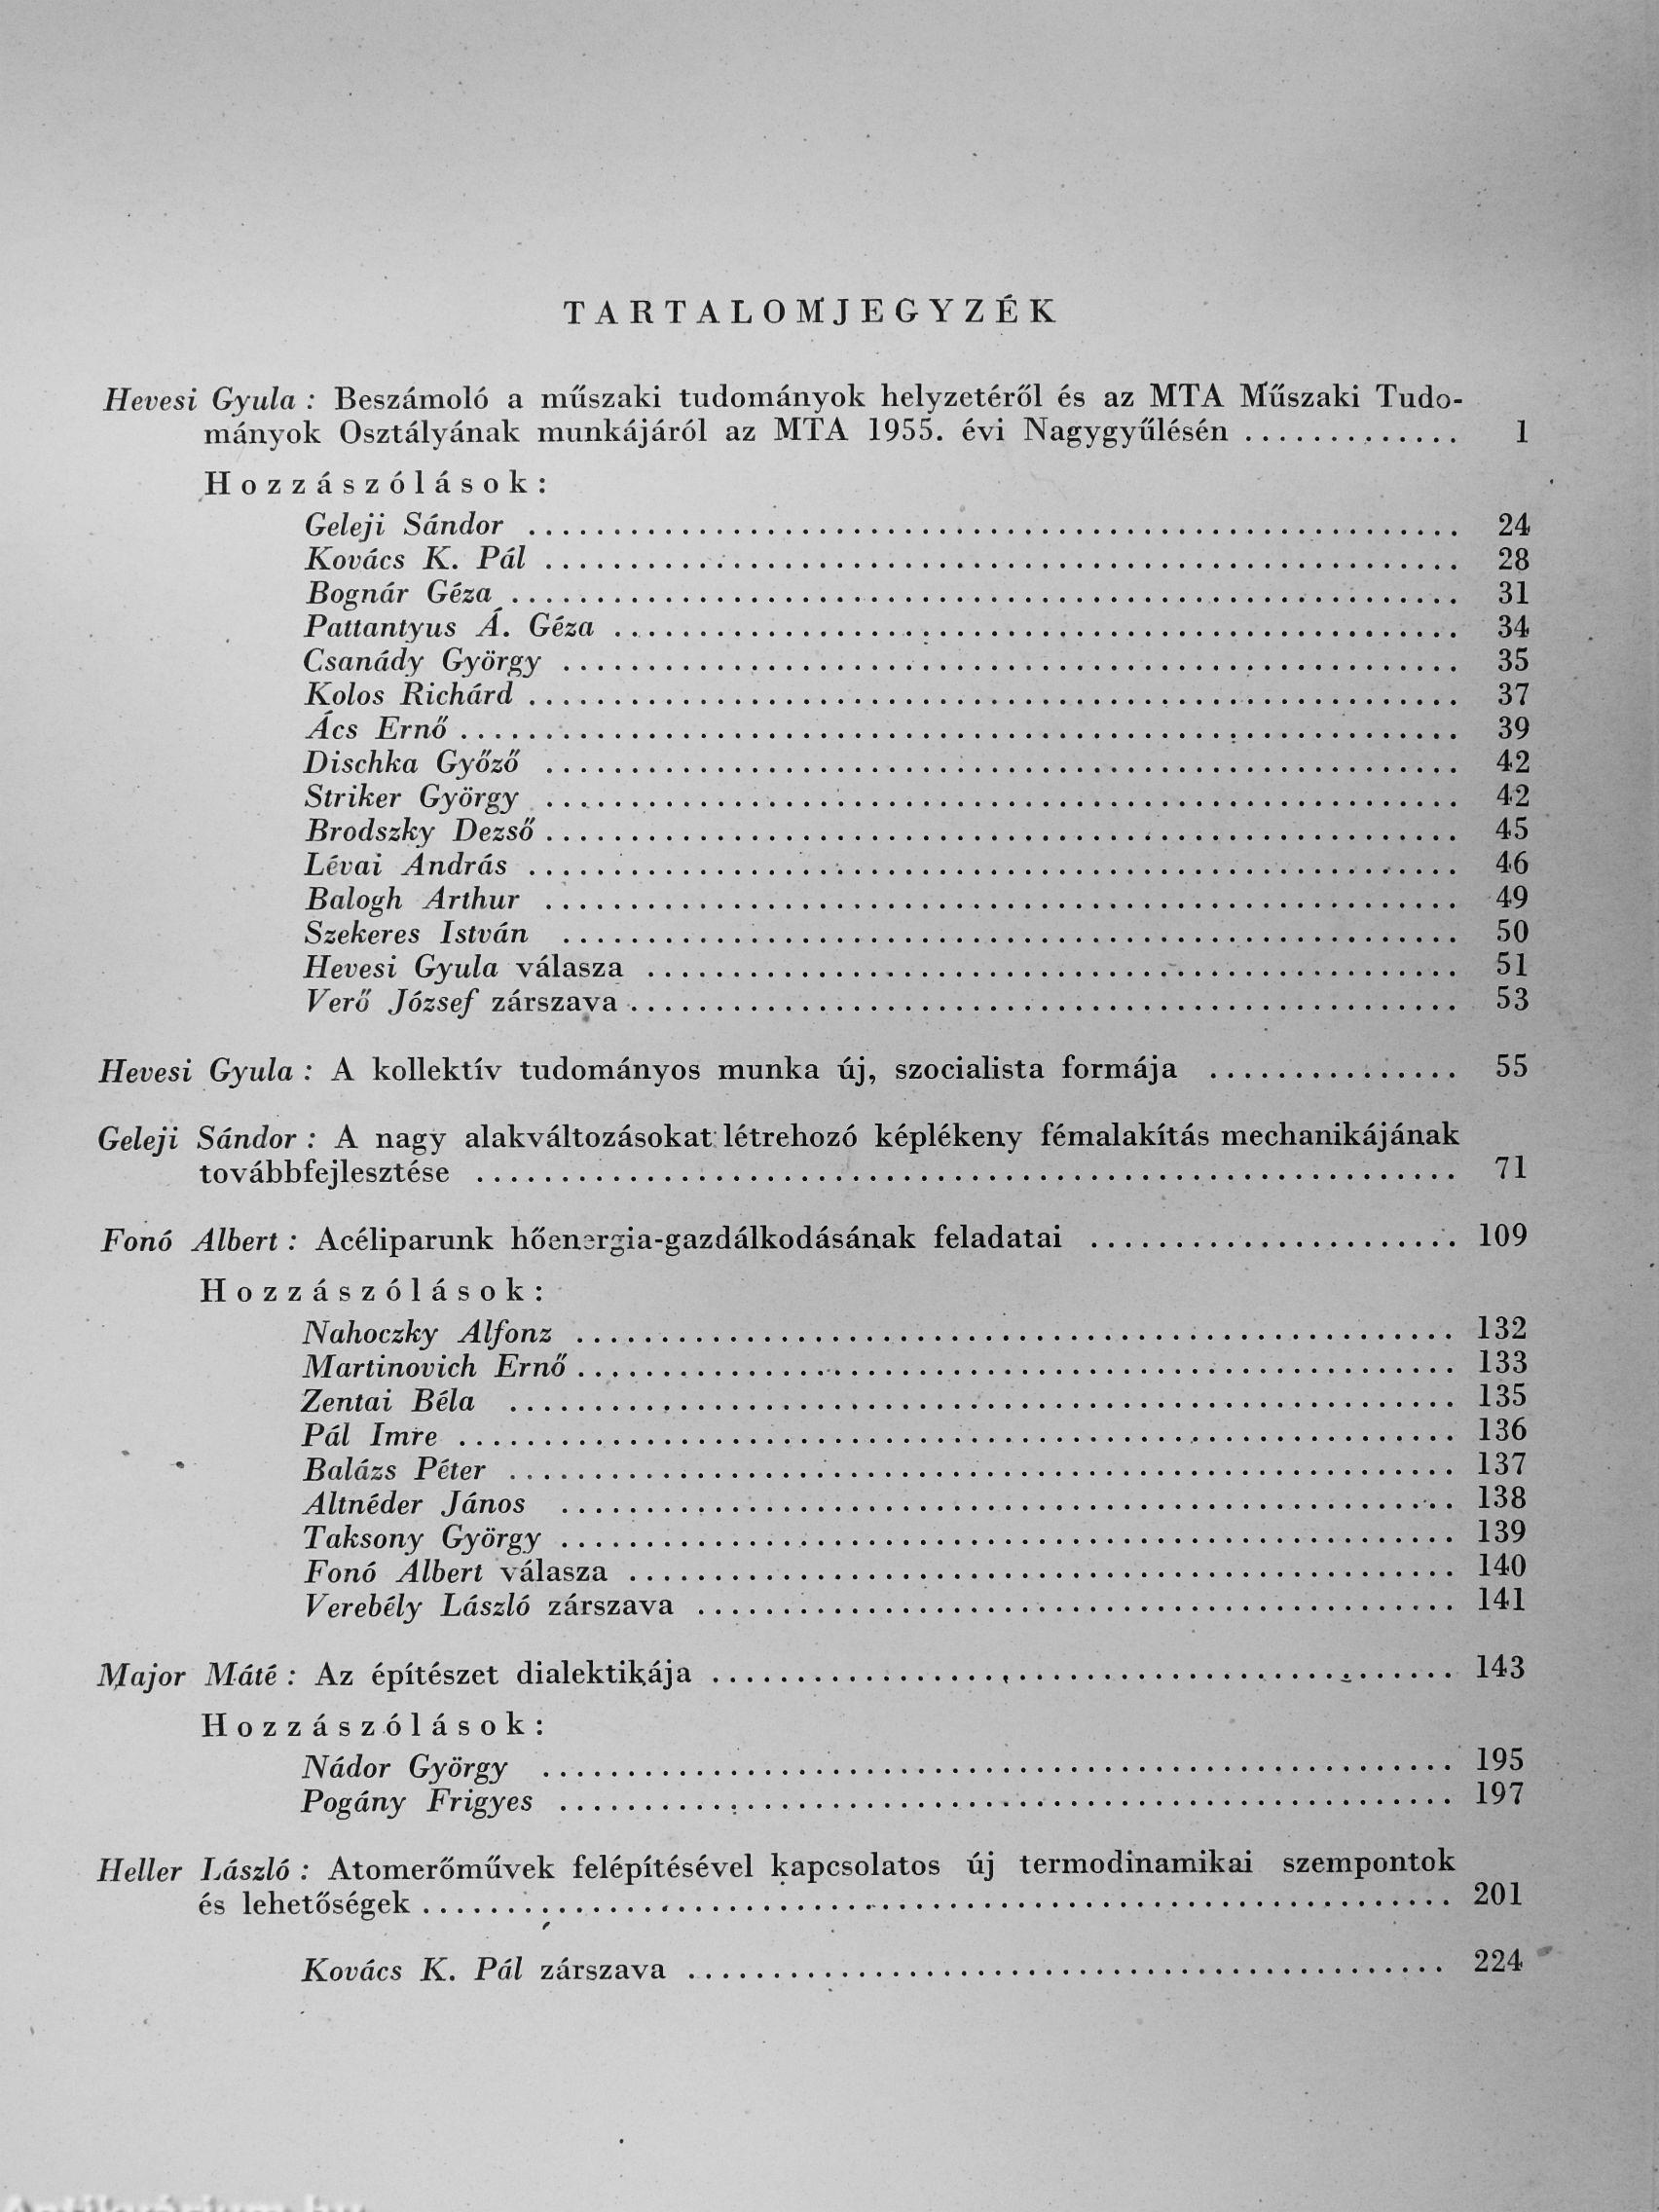 TARTALOMJEGYZÉK
Hevesi Gyula : Beszámoló a műszaki tudományok helyzetéről és az MTA Műszaki Tudo-
mányok Osztályának munkájáról az MTA 1955. évi Nagygyűlésén .............. 1
Hozzászólások:
Geleji Sándor .............. 24
Kovács K. Pál .............. 28
Bognár Géza .............. 31
Pattantyus Á. Géza .............. 34
Csanády György .............. 35
Kolos Richárd .............. 37
Ács Ernő .............. 39
Dischka Győző .............. 42
Striker György .............. 42
Brodszky Dezső .............. 45
Lévai András .............. 46
Balogh Arthur .............. 49
Szekeres István .............. 50
Hevesi Gyula válasza .............. 51
Verő József zárszava .............. 53
Hevesi Gyula : A kollektív tudományos munka új, szocialista formája .............. 55
Geleji Sándor : A nagy alakváltozásokat létrehozó képlékeny fémalakítás mechanikájának
továbbfejlesztése .............. 71
Fonó Albert : Acéliparunk hőenergia-gazdálkodásának feladatai .............. 109
Hozzászólások:
Nahoczky Alfonz .............. 132
Martinovich Ernő .............. 133
Zentai Béla .............. 135
Pál Imre .............. 136
Balázs Péter .............. 137
Altnéder János .............. 138
Taksony György .............. 139
Fonó Albert válasza .............. 140
Verebély László zárszava .............. 141
Major Máté : Az építészet dialektikája .............. 143
Hozzászólások:
Nádor György .............. 195
Pogány Frigyes .............. 197
Heller László : Atomerőművek felépítésével kapcsolatos új termodinamikai szempontok
és lehetőségek .............. 201
Kovács K. Pál zárszava .............. 224